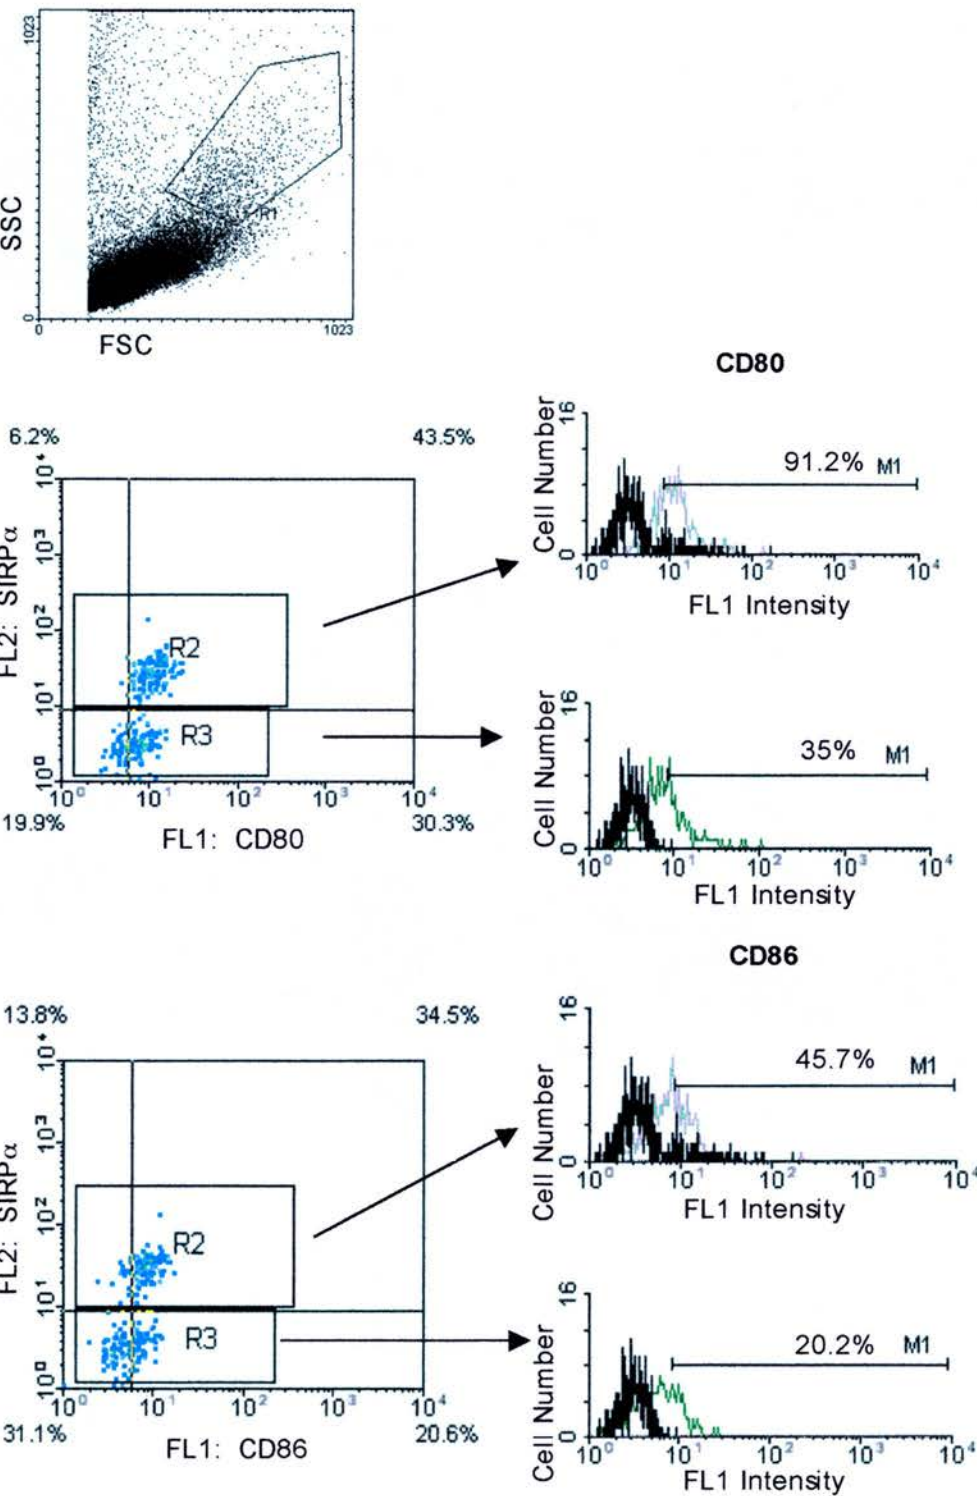 1023
SSC
R1
0
0
1023
FSC
CD80
6.2%
43.5%
FL2: SIRPα
10⁴
10³
10²
10¹
10⁰
R2
R3
10⁰ 10¹ 10² 10³ 10⁴
19.9%
30.3%
FL1: CD80
Cell Number
16
0
91.2% M1
10⁰ 10¹ 10² 10³ 10⁴
FL1 Intensity
Cell Number
16
0
35% M1
10⁰ 10¹ 10² 10³ 10⁴
FL1 Intensity
CD86
13.8%
34.5%
FL2: SIRPα
10⁴
10³
10²
10¹
10⁰
R2
R3
10⁰ 10¹ 10² 10³ 10⁴
31.1%
20.6%
FL1: CD86
Cell Number
16
0
45.7% M1
10⁰ 10¹ 10² 10³ 10⁴
FL1 Intensity
Cell Number
16
0
20.2% M1
10⁰ 10¹ 10² 10³ 10⁴
FL1 Intensity